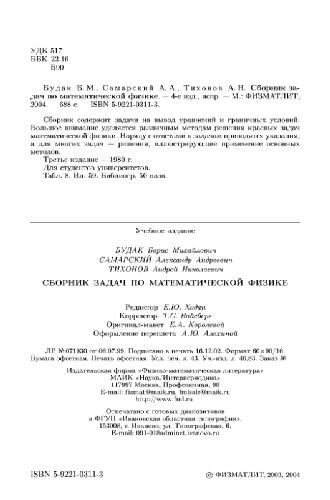 УДК 517
ББК 22.16
Б90
Будак Б. М., Самарский А. А., Тихонов А. Н. Сборник за-
дач по математической физике. — 4-е изд., испр. — М.: ФИЗМАТЛИТ,
2004. — 688 с. — ISBN 5-9221-0311-3.
Сборник содержит задачи на вывод уравнений и граничных условий.
Большое внимание уделяется различным методам решения краевых задач
математической физики. Наряду с ответами к задачам приводятся указания,
а для многих задач — решения, иллюстрирующие применение основных
методов.
Третье издание — 1980 г.
Для студентов университетов.
Табл. 8. Ил. 59. Библиогр. 50 назв.
Учебное издание
БУДАК Борис Михайлович
САМАРСКИЙ Александр Андреевич
ТИХОНОВ Андрей Николаевич
СБОРНИК ЗАДАЧ ПО МАТЕМАТИЧЕСКОЙ ФИЗИКЕ
Редактор Е.Ю. Ходан
Корректор Т.С. Вайсберг
Оригинал-макет Е.А. Королевой
Оформление переплета А.Ю. Алехиной
ЛР №071930 от 06.07.99. Подписано в печать 16.12.02. Формат 60×90/16.
Бумага офсетная. Печать офсетная. Усл. печ. л. 43. Уч.-изд. л. Заказ №
Издательская фирма «Физико-математическая литература»
МАИК «Наука/Интерпериодика»
117997 Москва, Профсоюзная, 90
E-mail: fizmat@maik.ru, fmlsale@maik.ru
http://www.fml.ru
Отпечатано с готовых диапозитивов
в ФГУП «Ивановская областная типография».
153008, г. Иваново, ул. Типографская, 6.
E-mail: 091-018@adminet.ivanovo.ru
ISBN 5-9221-0311-3
© ФИЗМАТЛИТ, 2003, 2004